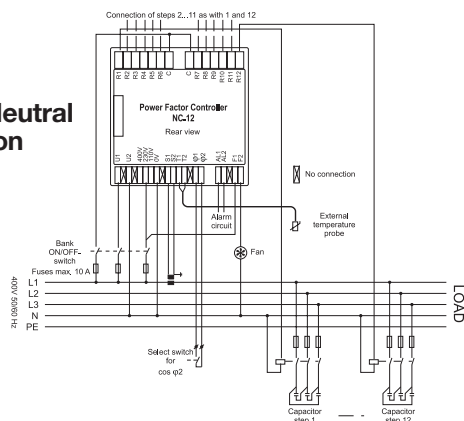 Connection of steps 2...11 as with 1 and 12
R1 R2 R3 R4 R5 R6 C C R7 R8 R9 R10 R11 R12
Neutral
on
Power Factor Controller
NC-12
Rear view
U1 U2 400V 230V 110V 0V S1 S2 T1 T2 φ1 φ2 AL1 AL2 F1 F2
No connection
Alarm
circuit
External
temperature
probe
Bank
ON/OFF-
switch
Fan
Fuses max. 10 A
400V 50/60 Hz
L1
L2
L3
N
PE
LOAD
Select switch
for
cos φ2
Capacitor
step 1
Capacitor
step 12